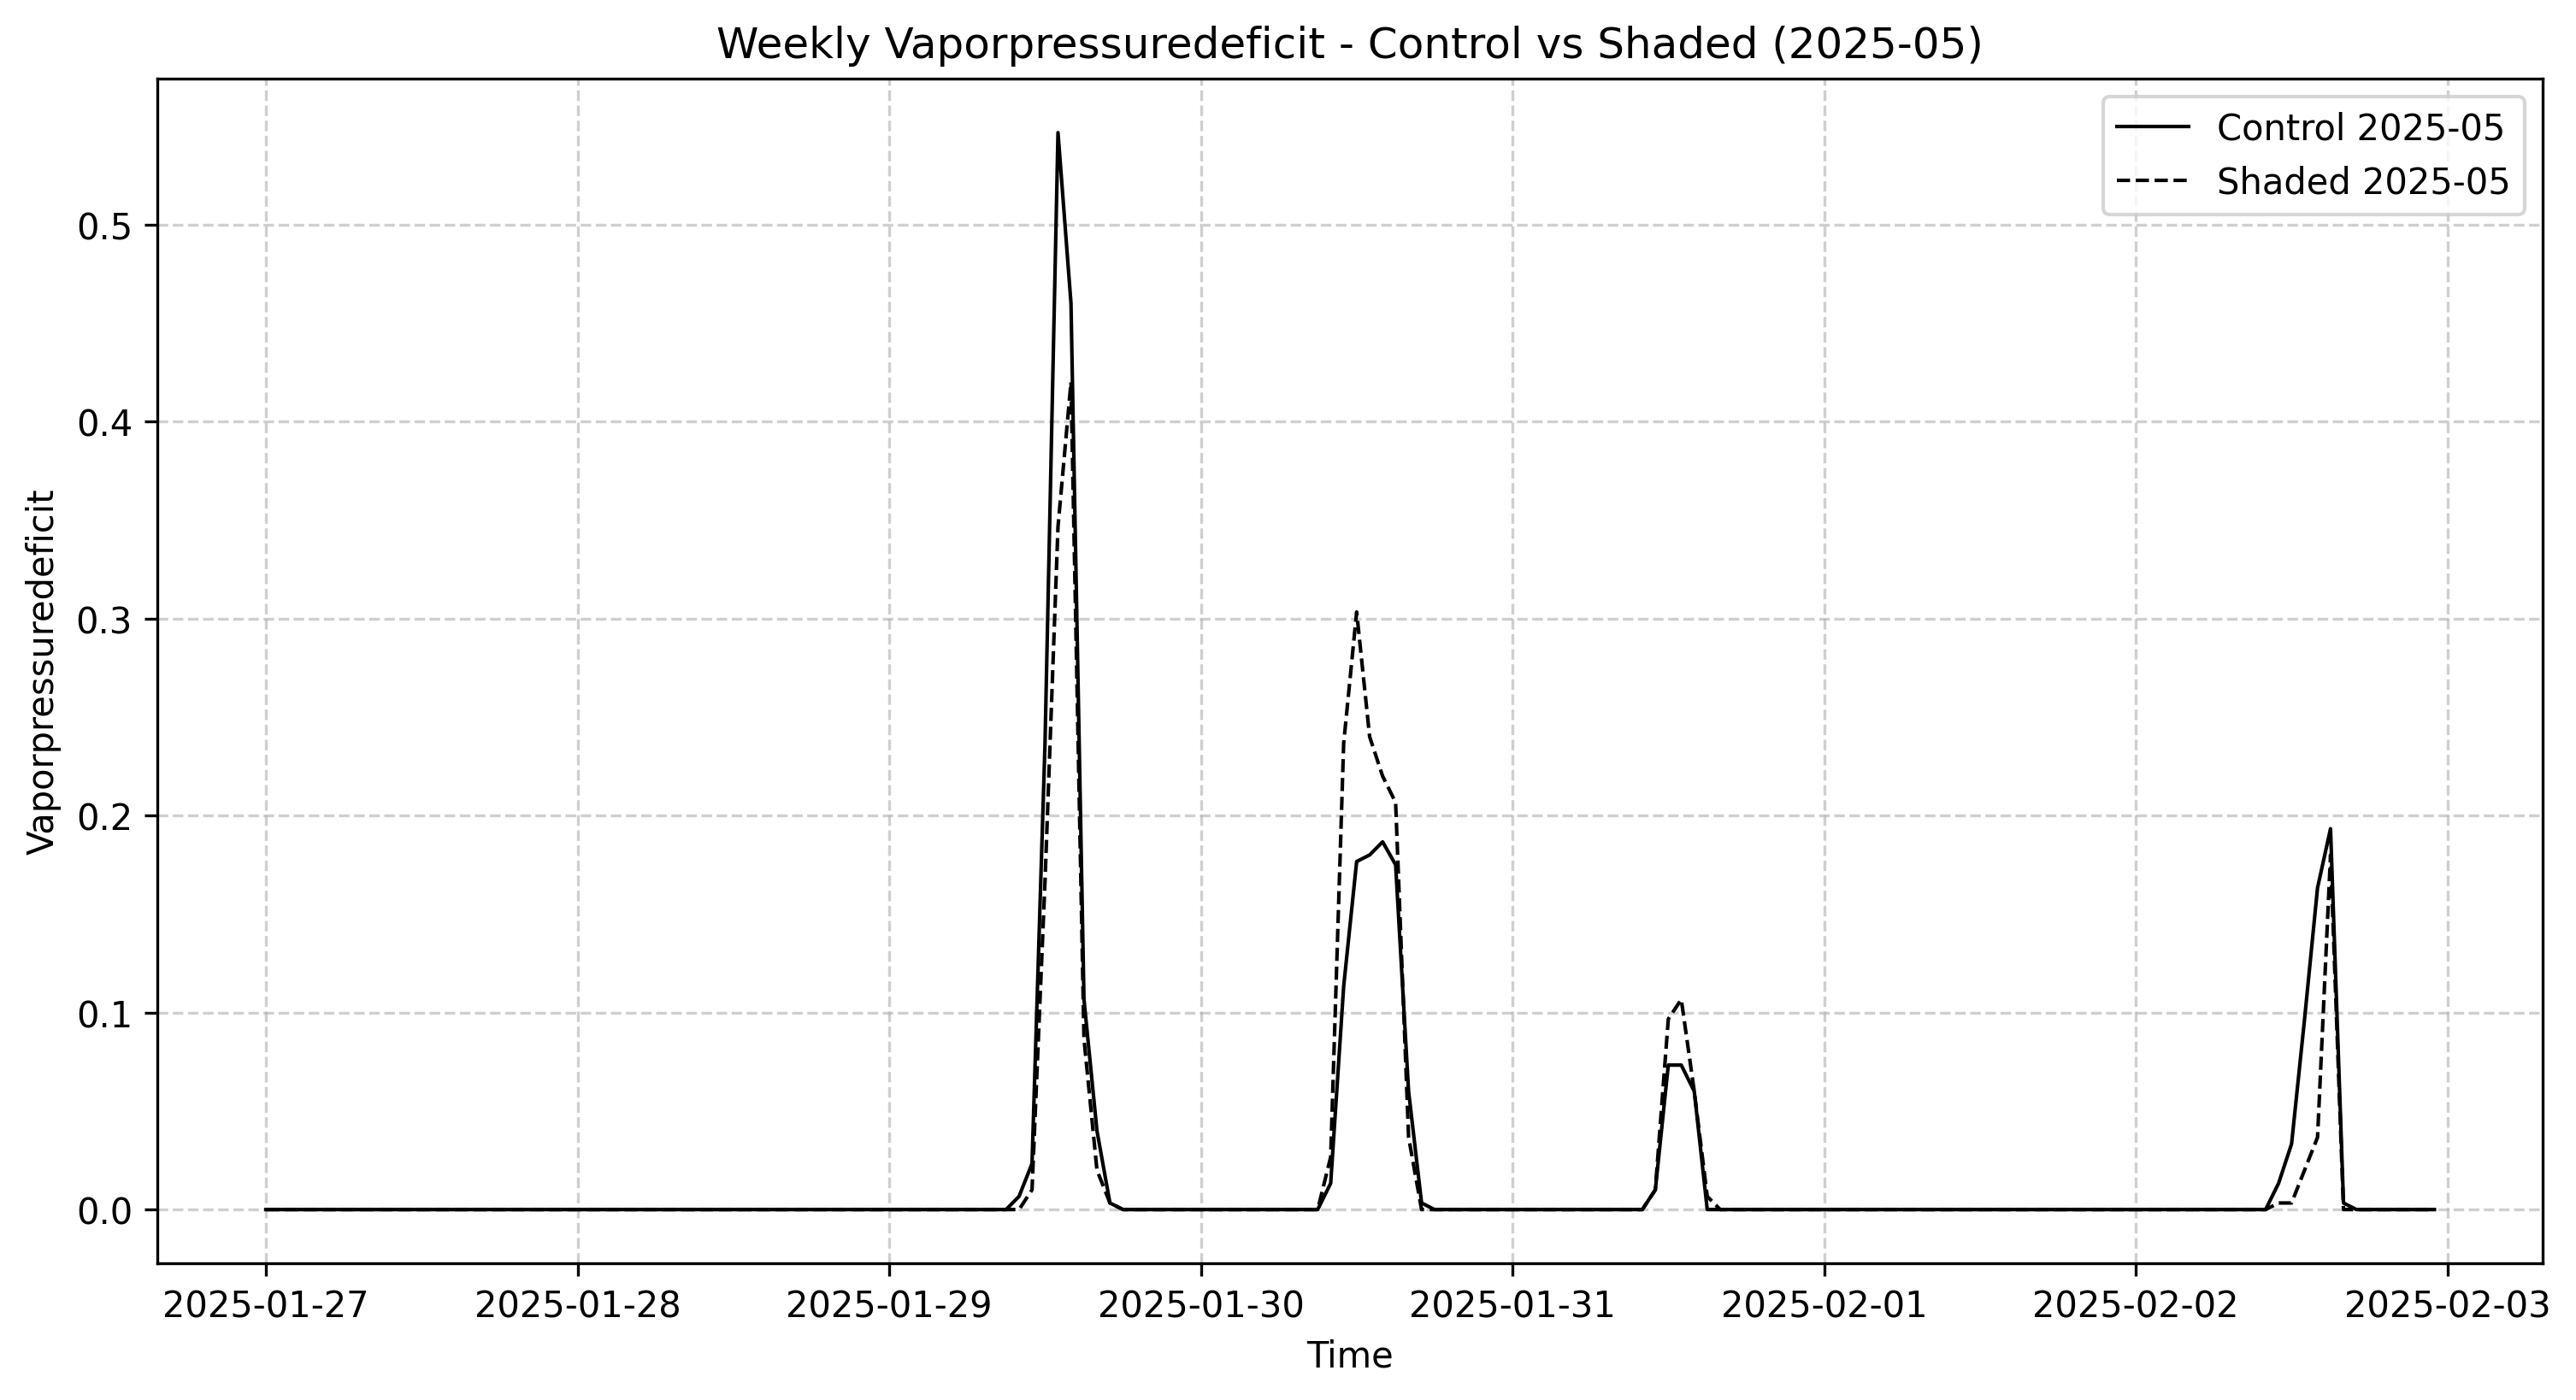 Weekly Vaporpressuredeficit - Control vs Shaded (2025-05)
Control 2025-05
Shaded 2025-05
Vaporpressuredeficit
0.5
0.4
0.3
0.2
0.1
0.0
2025-01-27 2025-01-28 2025-01-29 2025-01-30 2025-01-31 2025-02-01 2025-02-02 2025-02-03
Time